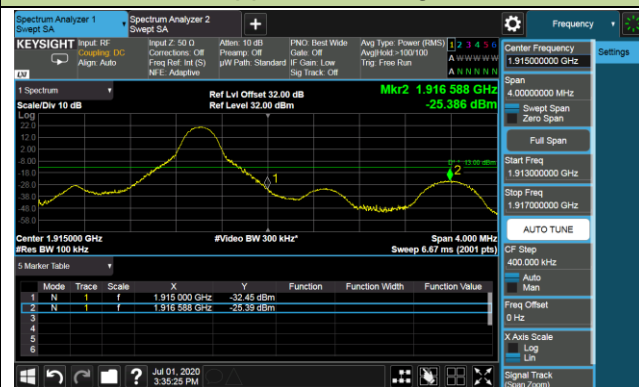 Spectrum Analyzer 1
Swept SA
Spectrum Analyzer 2
Swept SA
+
Frequency
KEYSIGHT
Input: RF
Coupling: DC
Align: Auto
Input Z: 50 Ω
Corrections: Off
Freq Ref: Int (S)
NFE: Adaptive
Atten: 10 dB
Preamp: Off
µW Path: Standard
PNO: Best Wide
Gate: Off
IF Gain: Low
Sig Track: Off
Avg Type: Power (RMS)
Avg|Hold:>100/100
Trig: Free Run
1 2 3 4 5 6
A W W W W W
A N N N N N
LXI
Center Frequency
1.915000000 GHz
Settings
Span
4.00000000 MHz
Swept Span
Zero Span
Full Span
Start Freq
1.913000000 GHz
Stop Freq
1.917000000 GHz
AUTO TUNE
CF Step
400.000 kHz
Auto
Man
Freq Offset
0 Hz
X Axis Scale
Log
Lin
Signal Track
(Span Zoom)
1 Spectrum
Scale/Div 10 dB
Log
Ref Lvl Offset 32.00 dB
Ref Level 32.00 dBm
Mkr2 1.916 588 GHz
-25.386 dBm
22.0
12.0
2.00
-8.00
-18.0
-28.0
-38.0
-48.0
-58.0
-13.00 dBm
1
2
Center 1.915000 GHz
#Res BW 100 kHz
#Video BW 300 kHz*
Span 4.000 MHz
Sweep 6.67 ms (2001 pts)
5 Marker Table
Mode Trace Scale X Y Function Function Width Function Value
1 N 1 f 1.915 000 GHz -32.45 dBm
2 N 1 f 1.916 588 GHz -25.39 dBm
3
4
5
6
?
Jul 01, 2020
3:35:25 PM